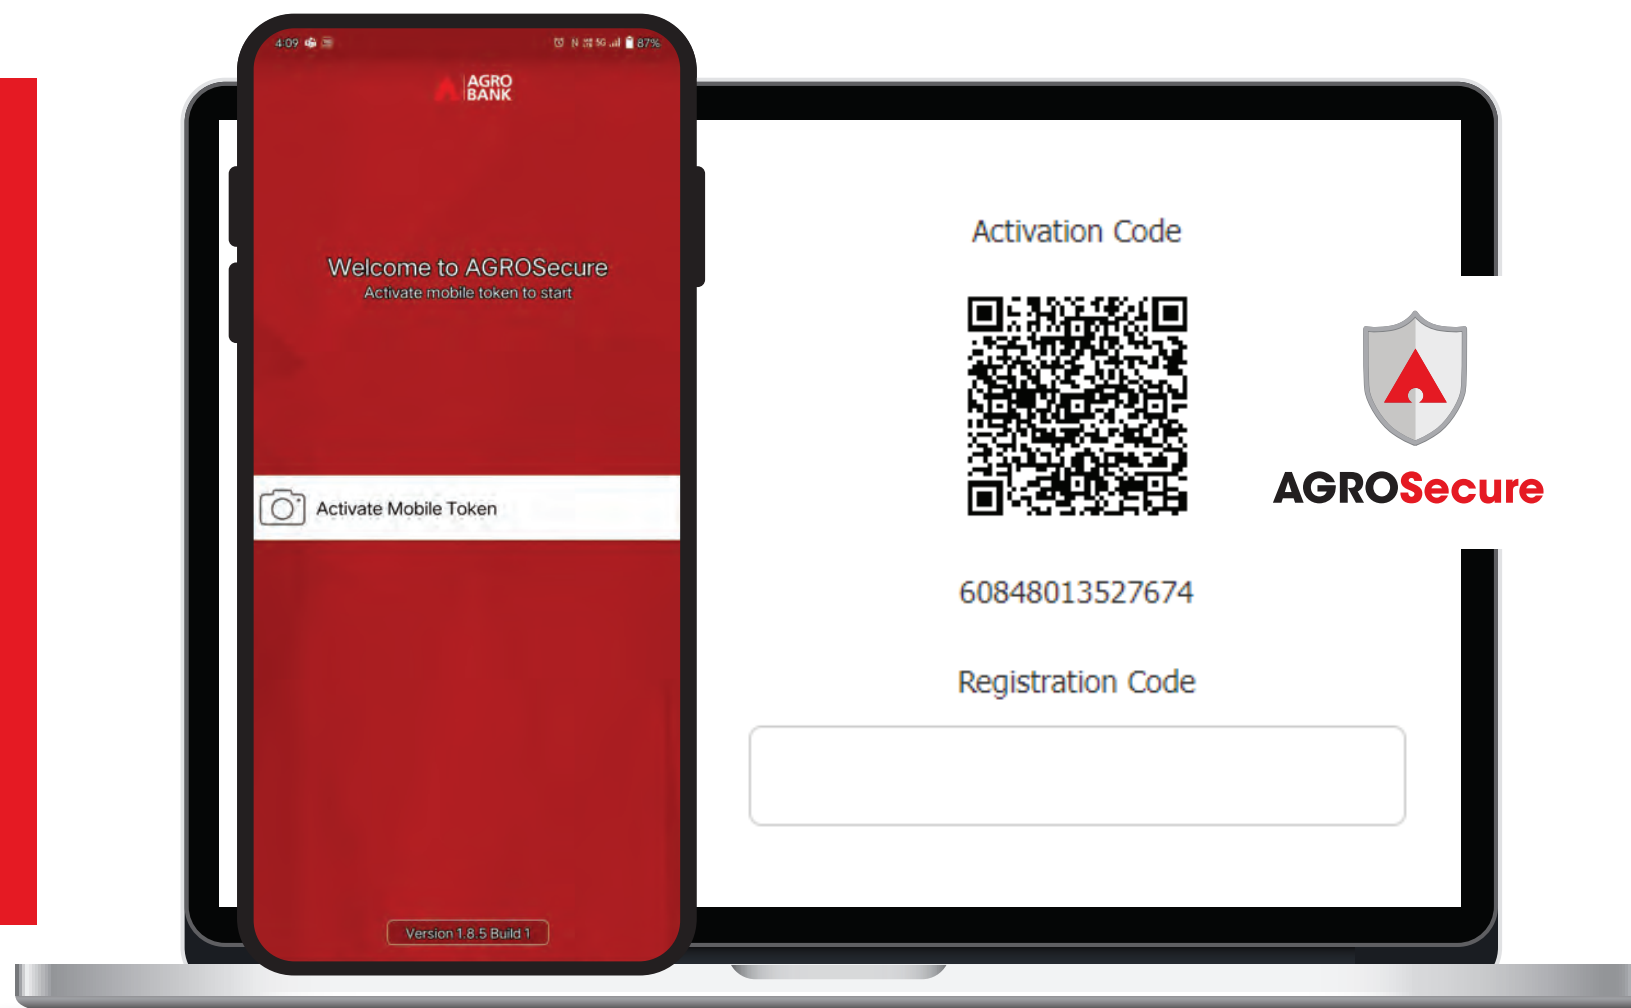 4:09
87%
AGRO
BANK
Welcome to AGROSecure
Activate mobile token to start
Activate Mobile Token
Version 1.8.5 Build 1
Activation Code
60848013527674
Registration Code
AGROSecure